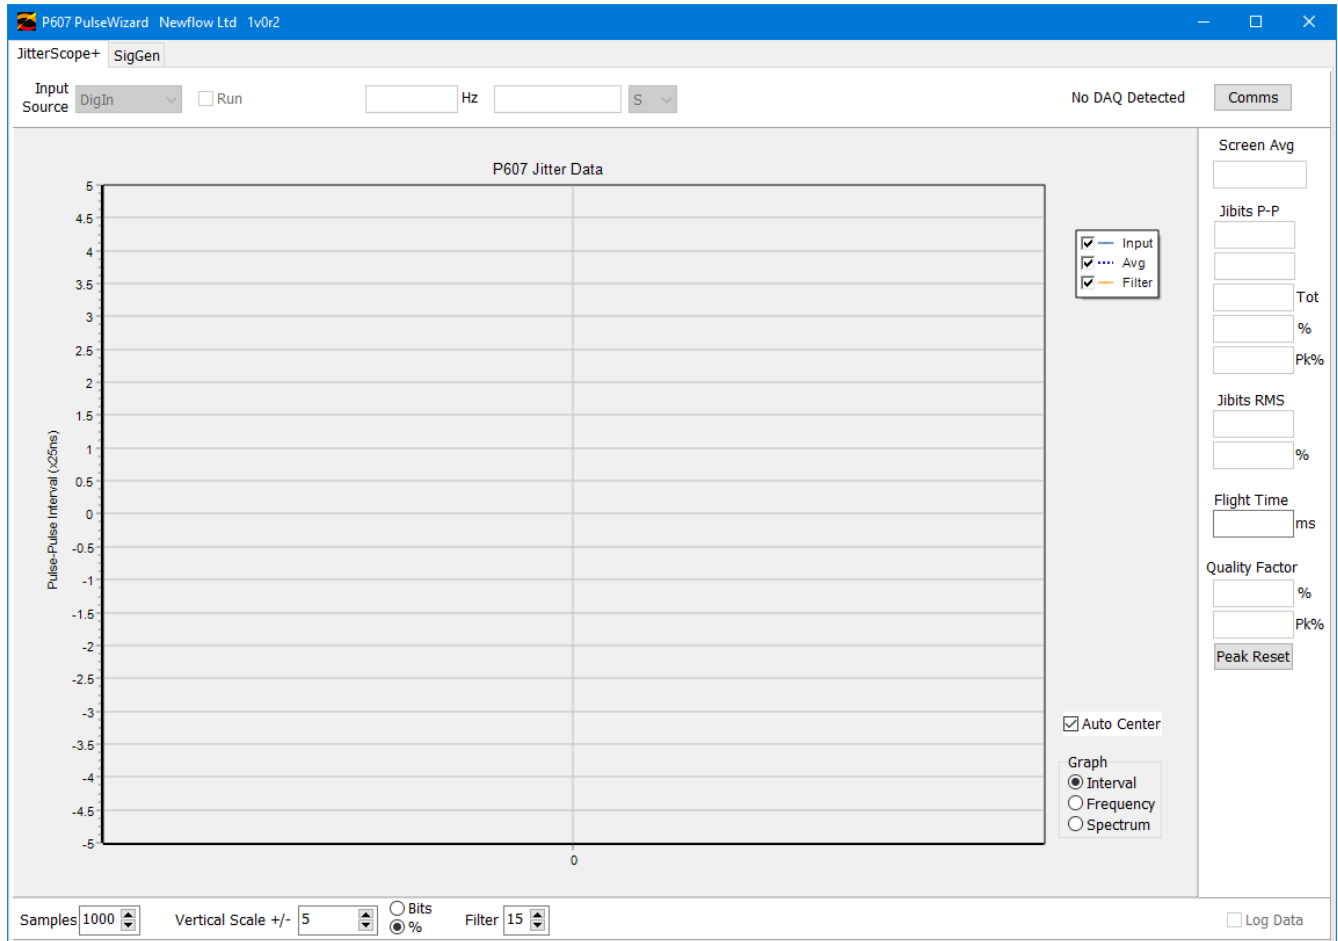 P607 PulseWizard Newflow Ltd 1v0r2
JitterScope+ SigGen
Input Source DigIn Run Hz S No DAQ Detected Comms
P607 Jitter Data
Pulse-Pulse Interval (x25ns)
5
4.5
4
3.5
3
2.5
2
1.5
1
0.5
0
-0.5
-1
-1.5
-2
-2.5
-3
-3.5
-4
-4.5
-5
0
Input
Avg
Filter
Auto Center
Graph
Interval
Frequency
Spectrum
Screen Avg
Jibits P-P
Tot
%
Pk%
Jibits RMS
%
Flight Time
ms
Quality Factor
%
Pk%
Peak Reset
Samples 1000 Vertical Scale +/- 5 Bits % Filter 15 Log Data